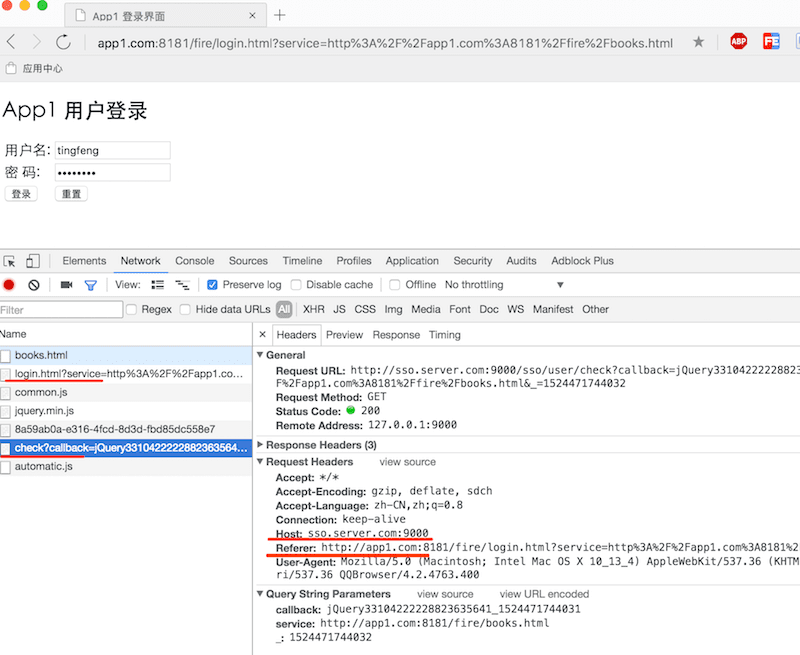 App1 登录界面
app1.com:8181/fire/login.html?service=http%3A%2F%2Fapp1.com%3A8181%2Ffire%2Fbooks.html
ABP
应用中心
App1 用户登录
用户名: tingfeng
密 码: ••••••••
登录 重置
Elements Network Console Sources Timeline Profiles Application Security Audits Adblock Plus
View: Preserve log Disable cache Offline No throttling
Filter Regex Hide data URLs All XHR JS CSS Img Media Font Doc WS Manifest Other
Name
books.html
login.html?service=http%3A%2F%2Fapp1.co...
common.js
jquery.min.js
8a59ab0a-e316-4fcd-8d3d-fbd85dc558e7
check?callback=jQuery3310422222882363564...
automatic.js
Headers Preview Response Timing
General
Request URL: http://sso.server.com:9000/sso/user/check?callback=jQuery33104222228823
F%2Fapp1.com%3A8181%2Ffire%2Fbooks.html&_=1524471744032
Request Method: GET
Status Code: 200
Remote Address: 127.0.0.1:9000
Response Headers (3)
Request Headers view source
Accept: */*
Accept-Encoding: gzip, deflate, sdch
Accept-Language: zh-CN,zh;q=0.8
Connection: keep-alive
Host: sso.server.com:9000
Referer: http://app1.com:8181/fire/login.html?service=http%3A%2F%2Fapp1.com%3A8181%2
User-Agent: Mozilla/5.0 (Macintosh; Intel Mac OS X 10_13_4) AppleWebKit/537.36 (KHTM
ri/537.36 QQBrowser/4.2.4763.400
Query String Parameters view source view URL encoded
callback: jQuery33104222228823635641_1524471744031
service: http://app1.com:8181/fire/books.html
_: 1524471744032